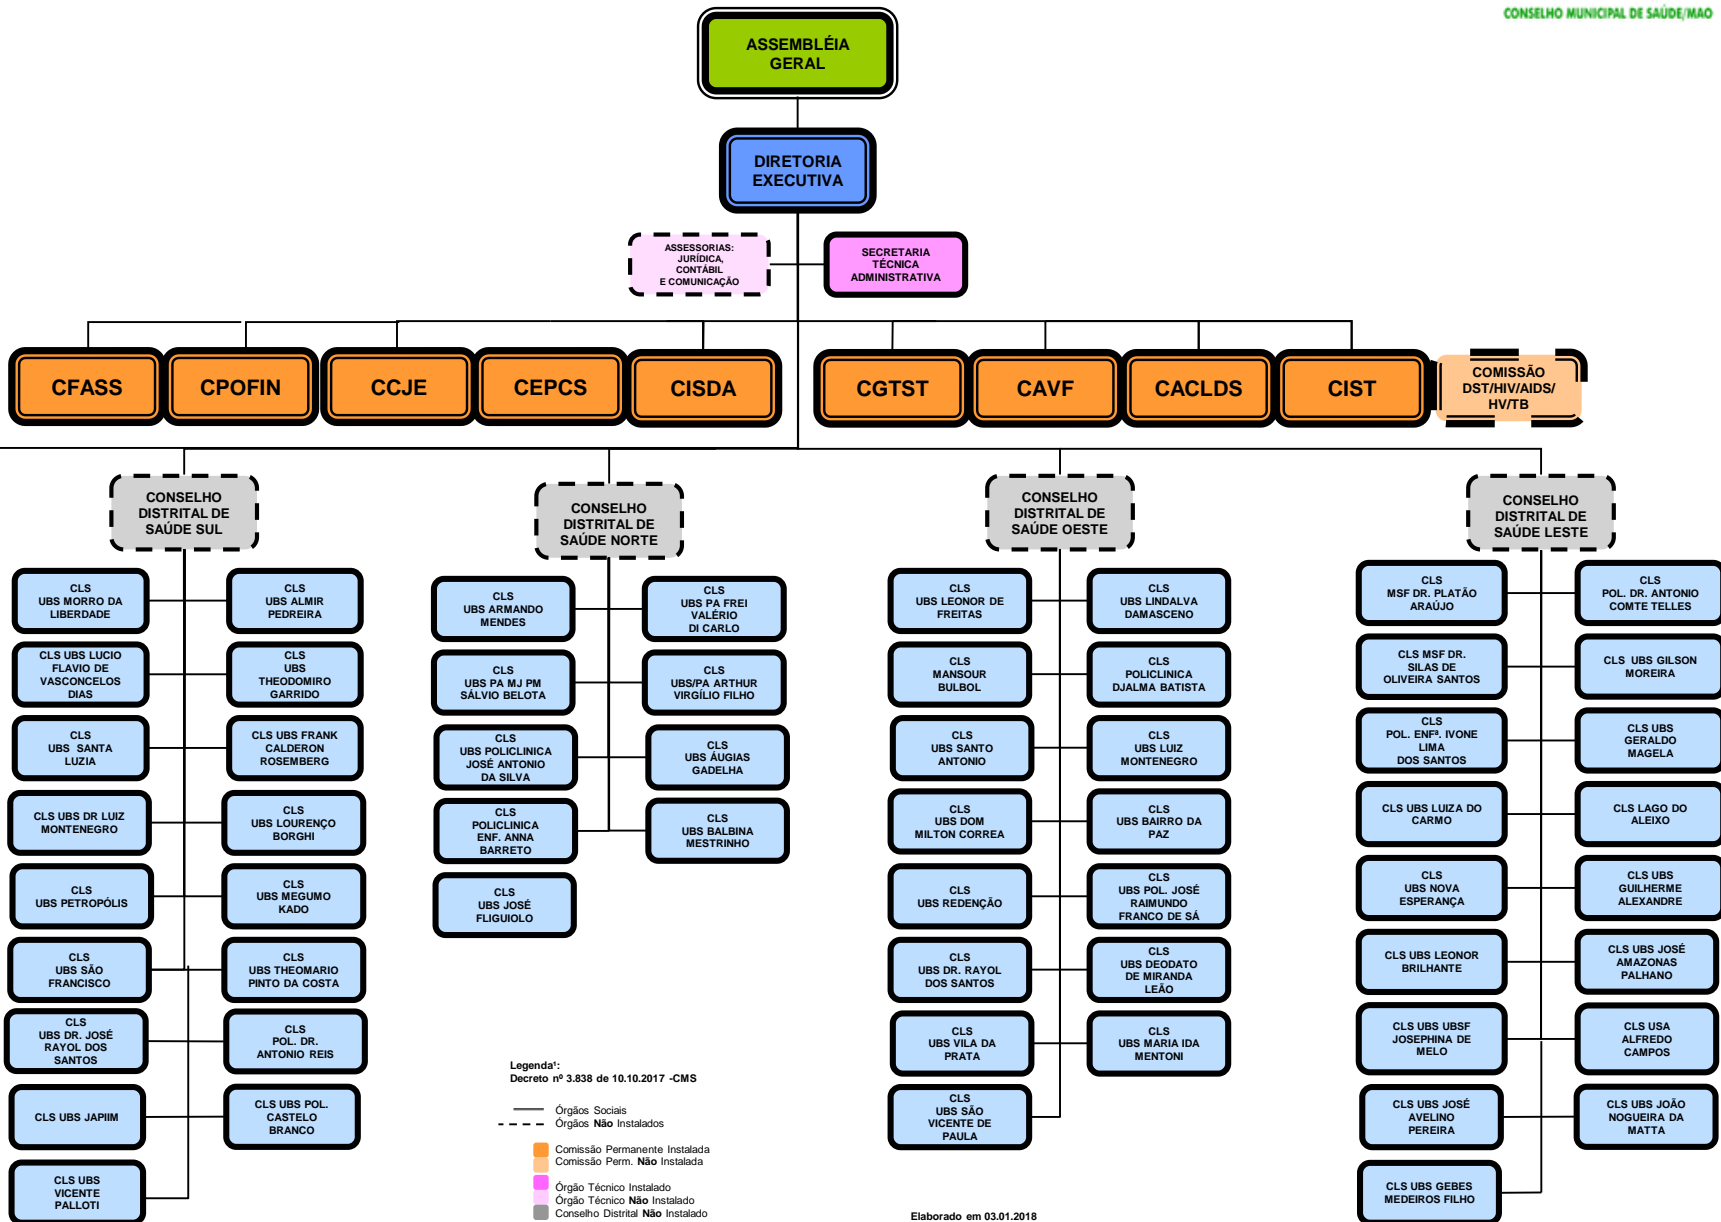 CONSELHO MUNICIPAL DE SAÚDE/MAO
ASSEMBLÉIA
GERAL
DIRETORIA
EXECUTIVA
ASSESSORIAS:
JURÍDICA,
CONTÁBIL
E COMUNICAÇÃO
SECRETARIA
TÉCNICA
ADMINISTRATIVA
CFASS
CPOFIN
CCJE
CEPCS
CISDA
CGTST
CAVF
CACLDS
CIST
COMISSÃO
DST/HIV/AIDS/
HV/TB
CONSELHO
DISTRITAL DE
SAÚDE SUL
CONSELHO
DISTRITAL DE
SAÚDE NORTE
CONSELHO
DISTRITAL DE
SAÚDE OESTE
CONSELHO
DISTRITAL DE
SAÚDE LESTE
CLS
UBS MORRO DA
LIBERDADE
CLS
UBS ALMIR
PEDREIRA
CLS UBS LUCIO
FLAVIO DE
VASCONCELOS
DIAS
CLS
UBS
THEODOMIRO
GARRIDO
CLS
UBS SANTA
LUZIA
CLS UBS FRANK
CALDERON
ROSEMBERG
CLS UBS DR LUIZ
MONTENEGRO
CLS
UBS LOURENÇO
BORGHI
CLS
UBS PETROPÓLIS
CLS
UBS MEGUMO
KADO
CLS
UBS SÃO
FRANCISCO
CLS
UBS THEOMARIO
PINTO DA COSTA
CLS
UBS DR. JOSÉ
RAYOL DOS
SANTOS
CLS
POL. DR.
ANTONIO REIS
CLS UBS JAPIIM
CLS UBS POL.
CASTELO
BRANCO
CLS UBS
VICENTE
PALLOTI
CLS
UBS ARMANDO
MENDES
CLS
UBS PA FREI
VALÉRIO
DI CARLO
CLS
UBS PA MJ PM
SÁLVIO BELOTA
CLS
UBS/PA ARTHUR
VIRGÍLIO FILHO
CLS
UBS POLICLINICA
JOSÉ ANTONIO
DA SILVA
CLS
UBS ÁUGIAS
GADELHA
CLS
POLICLINICA
ENF. ANNA
BARRETO
CLS
UBS BALBINA
MESTRINHO
CLS
UBS JOSÉ
FLIGUIOLO
CLS
UBS LEONOR DE
FREITAS
CLS
UBS LINDALVA
DAMASCENO
CLS
MANSOUR
BULBOL
CLS
POLICLINICA
DJALMA BATISTA
CLS
UBS SANTO
ANTONIO
CLS
UBS LUIZ
MONTENEGRO
CLS
UBS DOM
MILTON CORREA
CLS
UBS BAIRRO DA
PAZ
CLS
UBS REDENÇÃO
CLS
UBS POL. JOSÉ
RAIMUNDO
FRANCO DE SÁ
CLS
UBS DR. RAYOL
DOS SANTOS
CLS
UBS DEODATO
DE MIRANDA
LEÃO
CLS
UBS VILA DA
PRATA
CLS
UBS MARIA IDA
MENTONI
CLS
UBS SÃO
VICENTE DE
PAULA
CLS
MSF DR. PLATÃO
ARAÚJO
CLS
POL. DR. ANTONIO
COMTE TELLES
CLS MSF DR.
SILAS DE
OLIVEIRA SANTOS
CLS UBS GILSON
MOREIRA
CLS
POL. ENFª. IVONE
LIMA
DOS SANTOS
CLS UBS
GERALDO
MAGELA
CLS UBS LUIZA DO
CARMO
CLS LAGO DO
ALEIXO
CLS
UBS NOVA
ESPERANÇA
CLS UBS
GUILHERME
ALEXANDRE
CLS UBS LEONOR
BRILHANTE
CLS UBS JOSÉ
AMAZONAS
PALHANO
CLS UBS UBSF
JOSEPHINA DE
MELO
CLS USA
ALFREDO
CAMPOS
CLS UBS JOSÉ
AVELINO
PEREIRA
CLS UBS JOÃO
NOGUEIRA DA
MATTA
CLS UBS GEBES
MEDEIROS FILHO
Legenda¹:
Decreto nº 3.838 de 10.10.2017 -CMS
Órgãos Sociais
Órgãos Não Instalados
Comissão Permanente Instalada
Comissão Perm. Não Instalada
Órgão Técnico Instalado
Órgão Técnico Não Instalado
Conselho Distrital Não Instalado
Elaborado em 03.01.2018